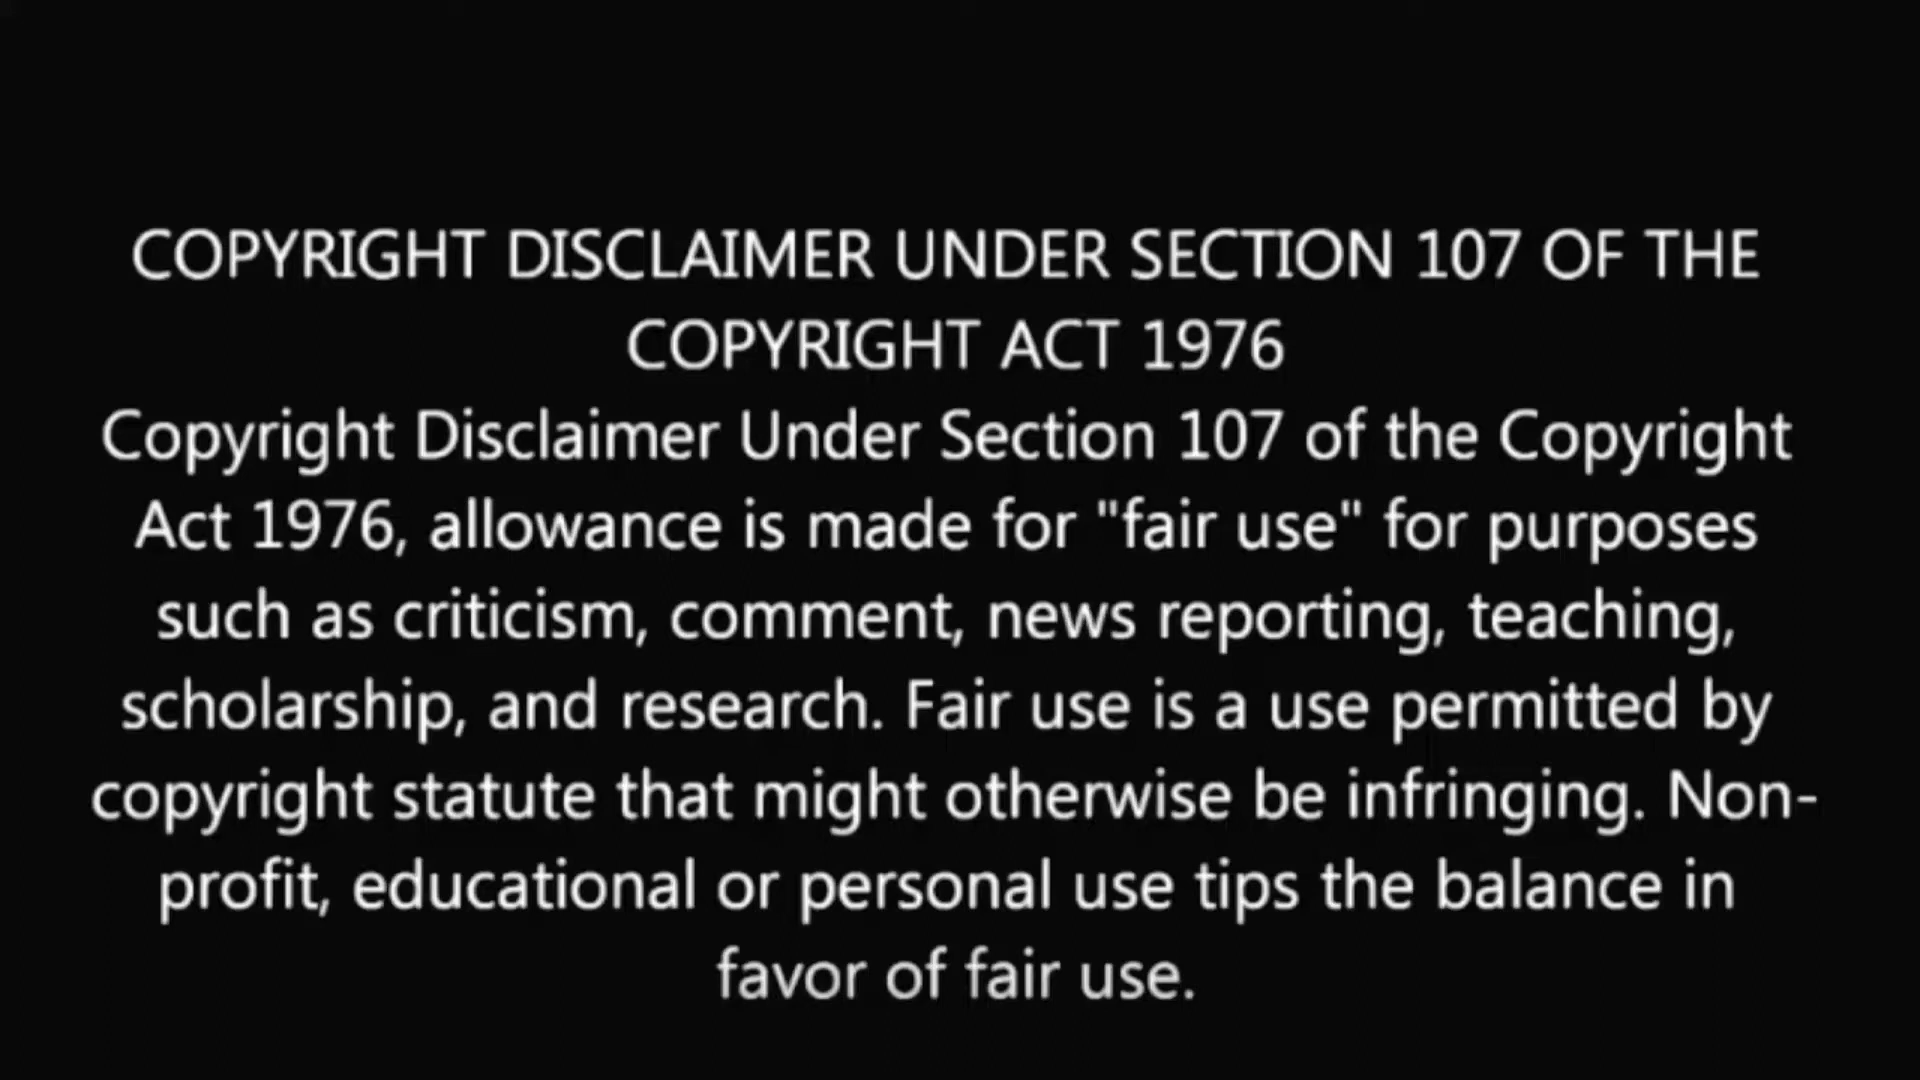 COPYRIGHT DISCLAIMER UNDER SECTION 107 OF THE
COPYRIGHT ACT 1976
Copyright Disclaimer Under Section 107 of the Copyright
Act 1976, allowance is made for "fair use" for purposes
such as criticism, comment, news reporting, teaching,
scholarship, and research. Fair use is a use permitted by
copyright statute that might otherwise be infringing. Non-
profit, educational or personal use tips the balance in
favor of fair use.